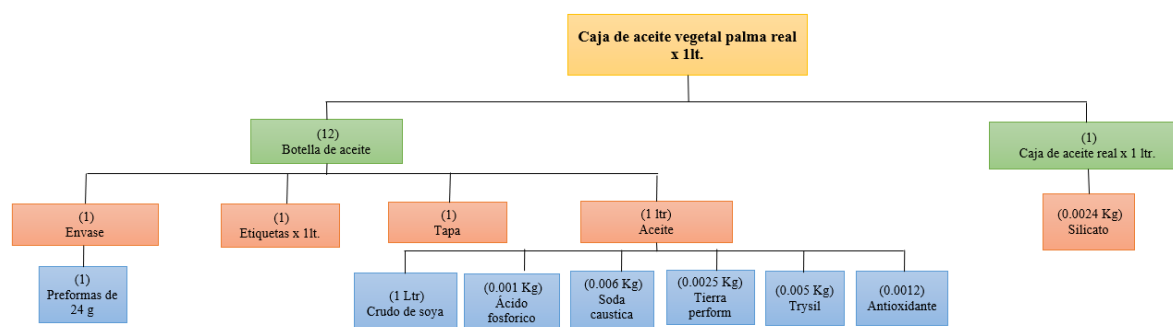 Caja de aceite vegetal palma real
x 1lt.
(12)
Botella de aceite
(1)
Caja de aceite real x 1 ltr.
(1)
Envase
(1)
Etiquetas x 1lt.
(1)
Tapa
(1 ltr)
Aceite
(0.0024 Kg)
Silicato
(1)
Preformas de
24 g
(1 Ltr)
Crudo de soya
(0.001 Kg)
Ácido
fosforico
(0.006 Kg)
Soda
caustica
(0.0025 Kg)
Tierra
perform
(0.005 Kg)
Trysil
(0.0012)
Antioxidante